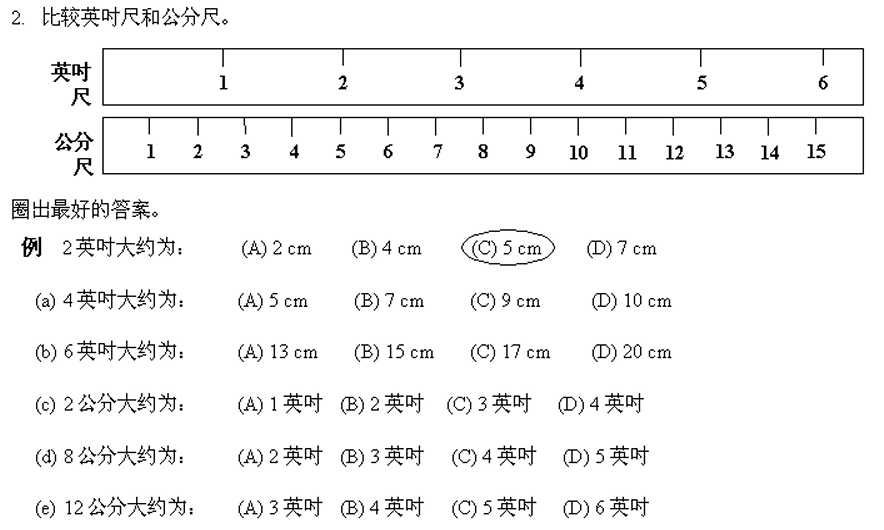 2. 比较英吋尺和公分尺。
英吋尺
1 2 3 4 5 6
公分尺
1 2 3 4 5 6 7 8 9 10 11 12 13 14 15
圈出最好的答案。
例 2英吋大约为: (A) 2 cm (B) 4 cm (C) 5 cm (D) 7 cm
(a) 4英吋大约为: (A) 5 cm (B) 7 cm (C) 9 cm (D) 10 cm
(b) 6英吋大约为: (A) 13 cm (B) 15 cm (C) 17 cm (D) 20 cm
(c) 2公分大约为: (A) 1英吋 (B) 2英吋 (C) 3英吋 (D) 4英吋
(d) 8公分大约为: (A) 2英吋 (B) 3英吋 (C) 4英吋 (D) 5英吋
(e) 12公分大约为: (A) 3英吋 (B) 4英吋 (C) 5英吋 (D) 6英吋